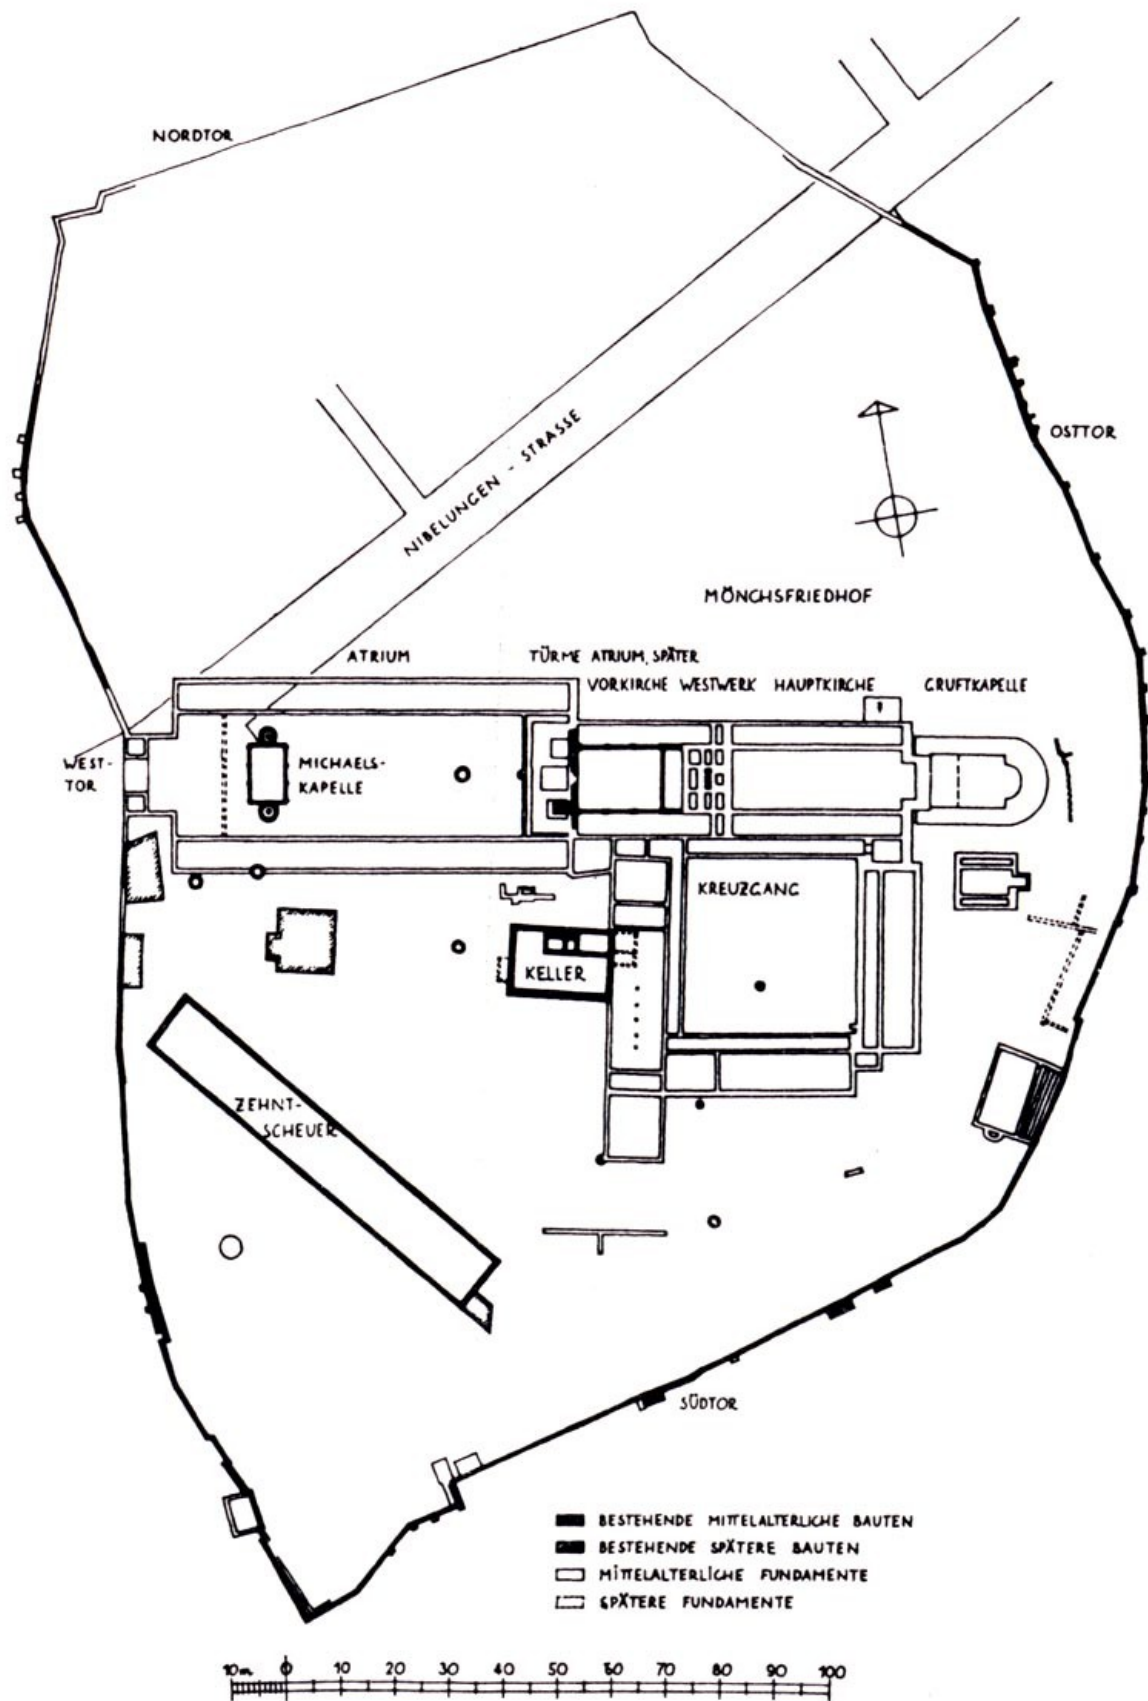 NORDTOR
OSTTOR
NIBELUNGEN - STRASSE
MÖNCHSFRIEDHOF
ATRIUM
TÜRME ATRIUM, SPÄTER
VORKIRCHE WESTWERK HAUPTKIRCHE GRUFTKAPELLE
WEST-
TOR
MICHAELS-
KAPELLE
KREUZGANG
KELLER
ZEHNT-
SCHEUER
SÜDTOR
BESTEHENDE MITTELALTERLICHE BAUTEN
BESTEHENDE SPÄTERE BAUTEN
MITTELALTERLICHE FUNDAMENTE
SPÄTERE FUNDAMENTE
10 m 0 10 20 30 40 50 60 70 80 90 100